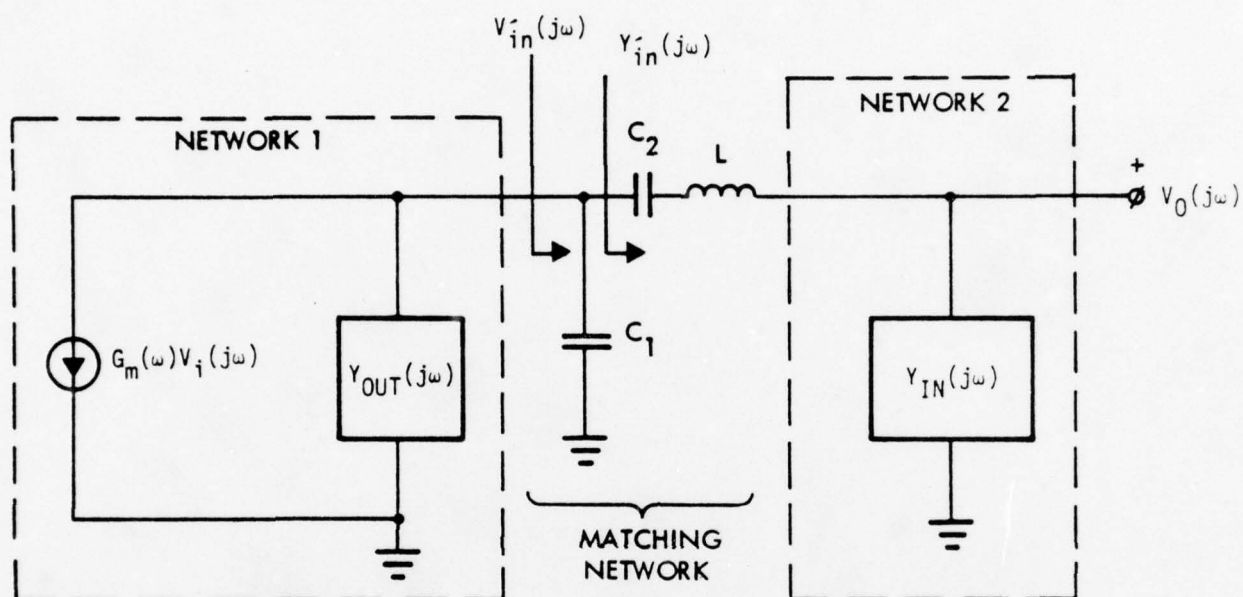 V´in(jω)
Y´in(jω)
NETWORK 1
NETWORK 2
C2
L
+
VO(jω)
Gm(ω)Vi(jω)
YOUT(jω)
C1
YIN(jω)
MATCHING
NETWORK